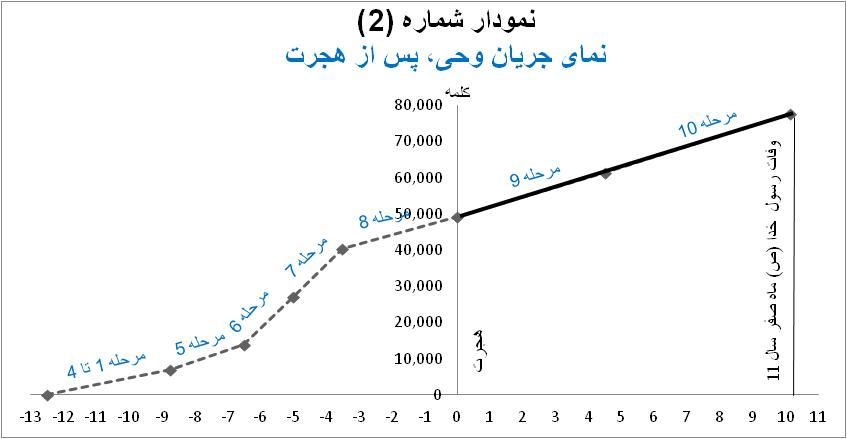 نمودار شماره (2)
نمای جریان وحی، پس از هجرت
کلمه
80,000
70,000
60,000
50,000
40,000
30,000
20,000
10,000
0
مرحله 1 تا 4
مرحله 5
مرحله 6
مرحله 7
مرحله 8
مرحله 9
مرحله 10
هجرت
وفات رسول خدا (ص) ماه صفر سال 11
-13 -12 -11 -10 -9 -8 -7 -6 -5 -4 -3 -2 -1 0 1 2 3 4 5 6 7 8 9 10 11